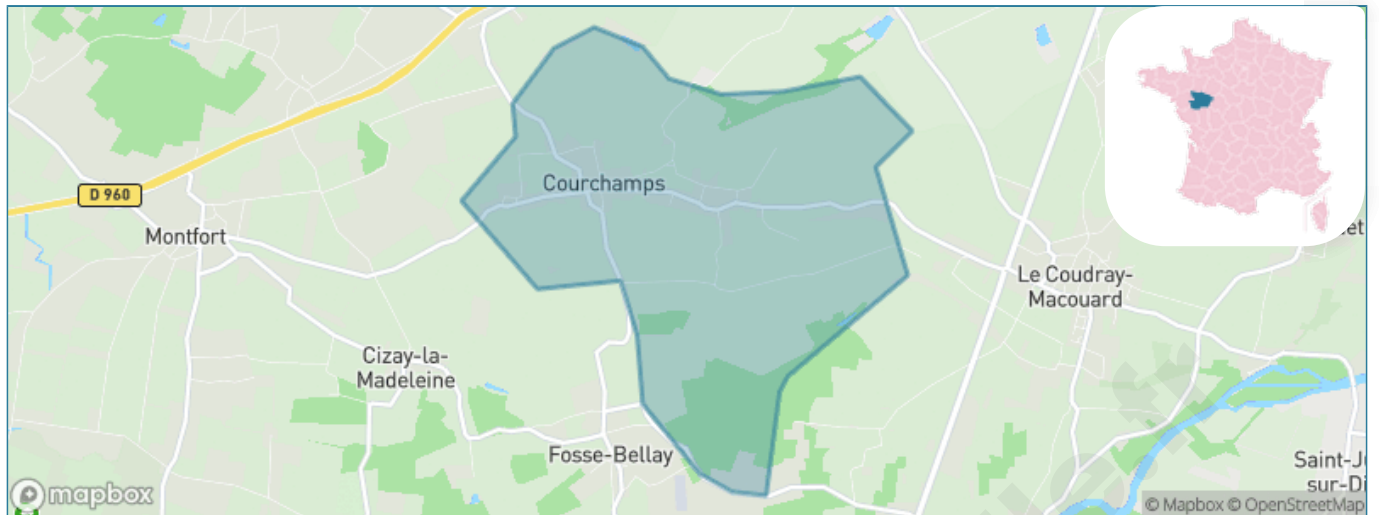 Courchamps
D 960
Montfort
Le Coudray-
Macouard
Cizay-la-
Madeleine
Fosse-Bellay
Saint-J
sur-Di
mapbox
© Mapbox © OpenStreetMap